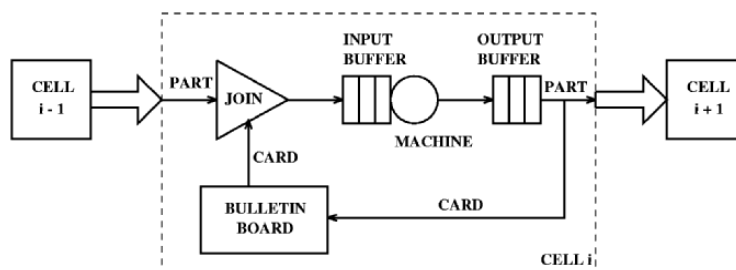 CELL
i - 1
PART
JOIN
INPUT
BUFFER
MACHINE
OUTPUT
BUFFER
PART
CELL
i + 1
CARD
BULLETIN
BOARD
CARD
CELL i